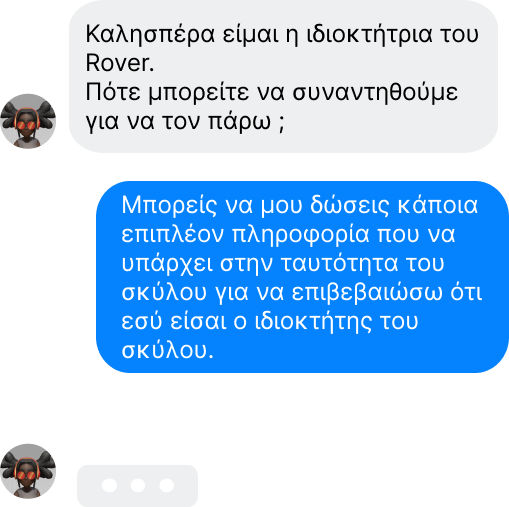 Καλησπέρα είμαι η ιδιοκτήτρια του
Rover.
Πότε μπορείτε να συναντηθούμε
για να τον πάρω ;
Μπορείς να μου δώσεις κάποια
επιπλέον πληροφορία που να
υπάρχει στην ταυτότητα του
σκύλου για να επιβεβαιώσω ότι
εσύ είσαι ο ιδιοκτήτης του
σκύλου.